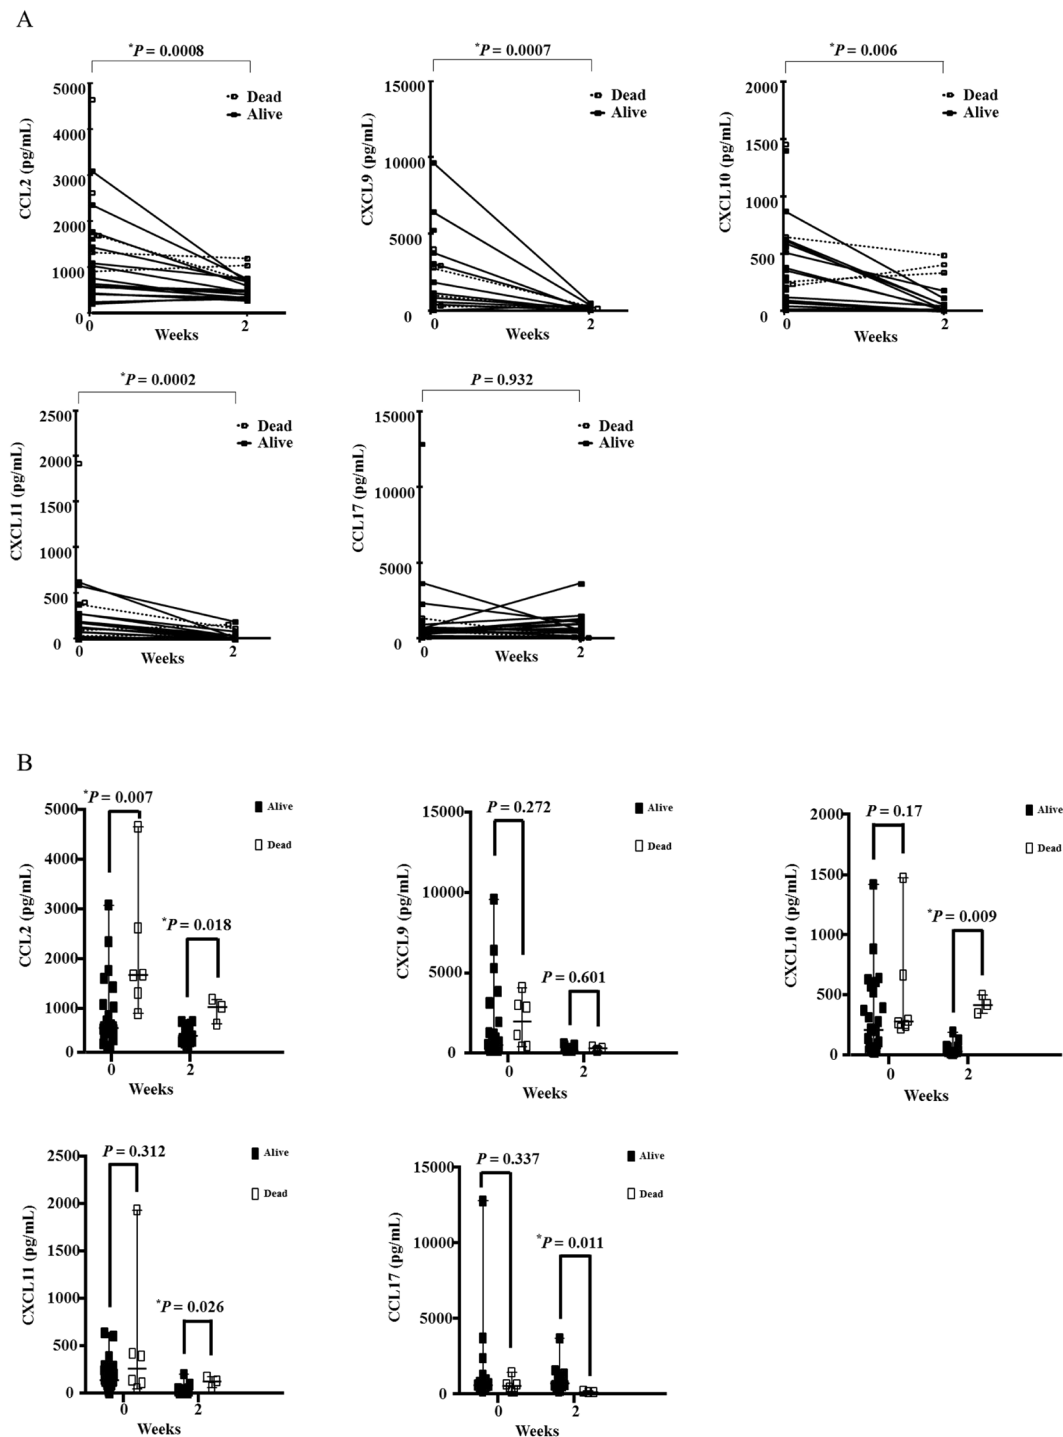 A
*P = 0.0008
5000
4000
3000
2000
1000
0
CCL2 (pg/mL)
Dead
Alive
0
2
Weeks
*P = 0.0007
15000
10000
5000
0
CXCL9 (pg/mL)
Dead
Alive
0
2
Weeks
*P = 0.006
2000
1500
1000
500
0
CXCL10 (pg/mL)
Dead
Alive
0
2
Weeks
*P = 0.0002
2500
2000
1500
1000
500
0
CXCL11 (pg/mL)
Dead
Alive
0
2
Weeks
P = 0.932
15000
10000
5000
0
CCL17 (pg/mL)
Dead
Alive
0
2
Weeks
B
*P = 0.007
5000
4000
3000
2000
1000
0
CCL2 (pg/mL)
Alive
Dead
*P = 0.018
0
2
Weeks
P = 0.272
15000
10000
5000
0
CXCL9 (pg/mL)
Alive
Dead
P = 0.601
0
2
Weeks
P = 0.17
2000
1500
1000
500
0
CXCL10 (pg/mL)
Alive
Dead
*P = 0.009
0
2
Weeks
P = 0.312
2500
2000
1500
1000
500
0
CXCL11 (pg/mL)
Alive
Dead
*P = 0.026
0
2
Weeks
P = 0.337
15000
10000
5000
0
CCL17 (pg/mL)
Alive
Dead
*P = 0.011
0
2
Weeks